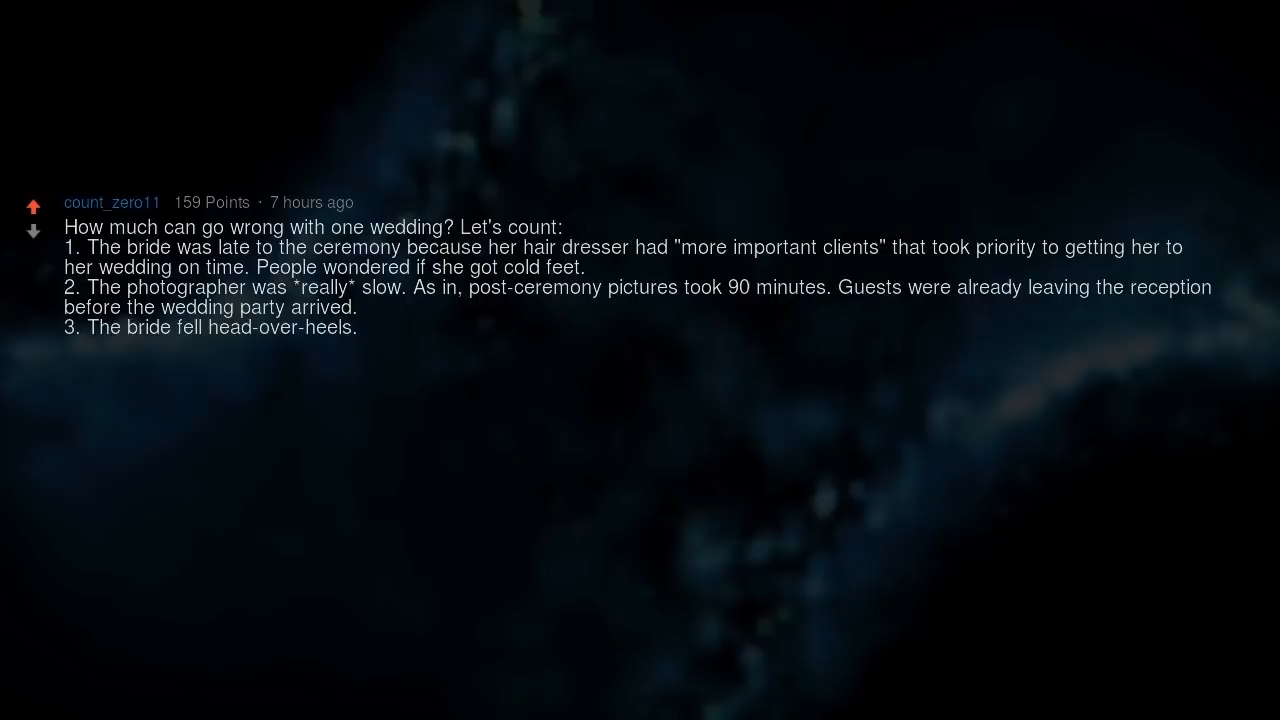 count_zero11 159 Points · 7 hours ago
How much can go wrong with one wedding? Let's count:
1. The bride was late to the ceremony because her hair dresser had "more important clients" that took priority to getting her to
her wedding on time. People wondered if she got cold feet.
2. The photographer was *really* slow. As in, post-ceremony pictures took 90 minutes. Guests were already leaving the reception
before the wedding party arrived.
3. The bride fell head-over-heels.